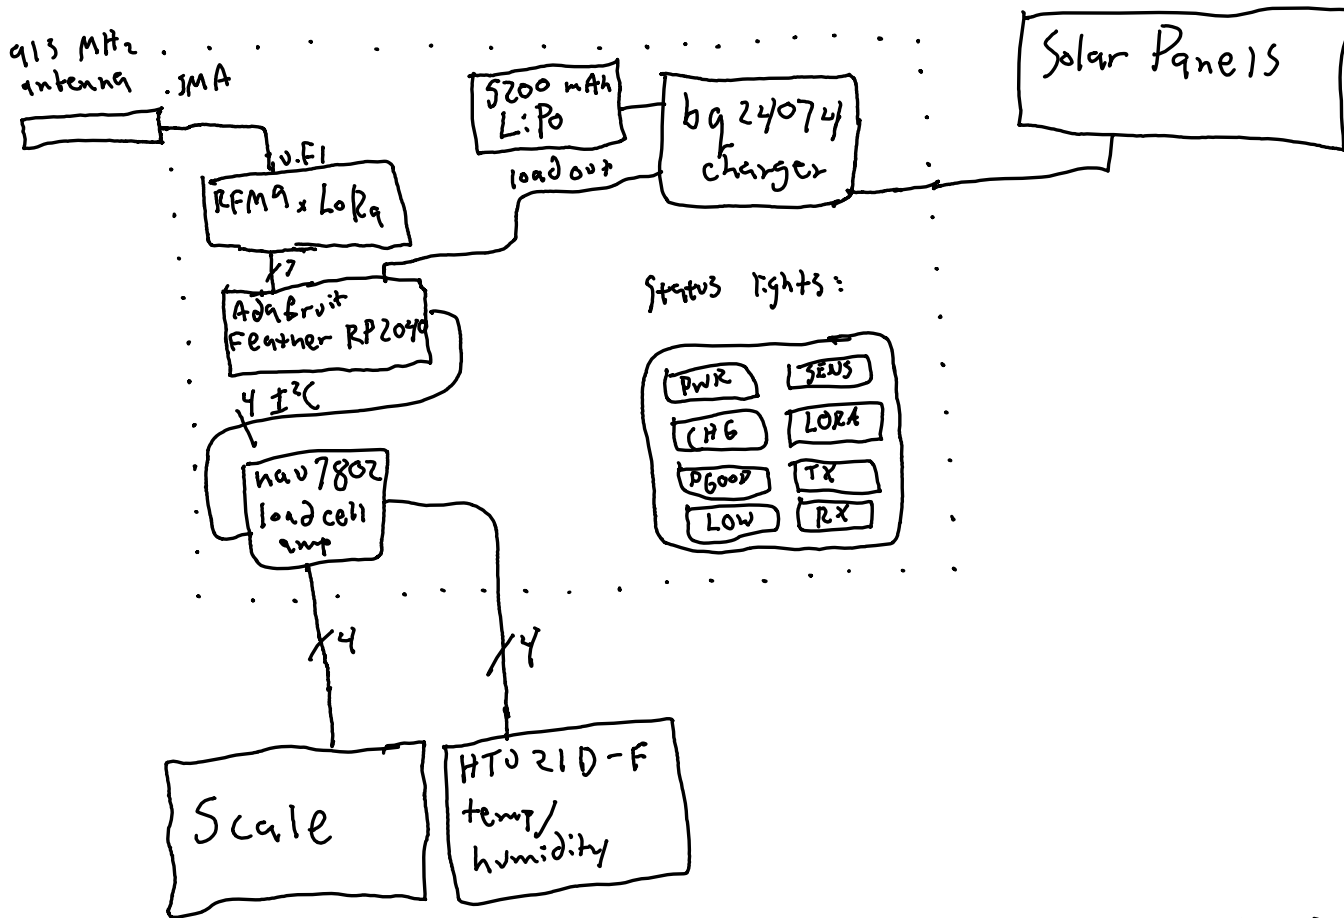 915 MHz
antenna
SMA
u.Fl
RFM9x LoRa
7
Adafruit
Feather RP2040
4 I²C
nau7802
load cell
amp
4
4
Scale
HTU21D-F
temp/
humidity
5200 mAh
LiPo
load out
bq24074
charger
Solar Panels
Status lights:
PWR
SENS
CHG
LORA
PGOOD
TX
LOW
RX